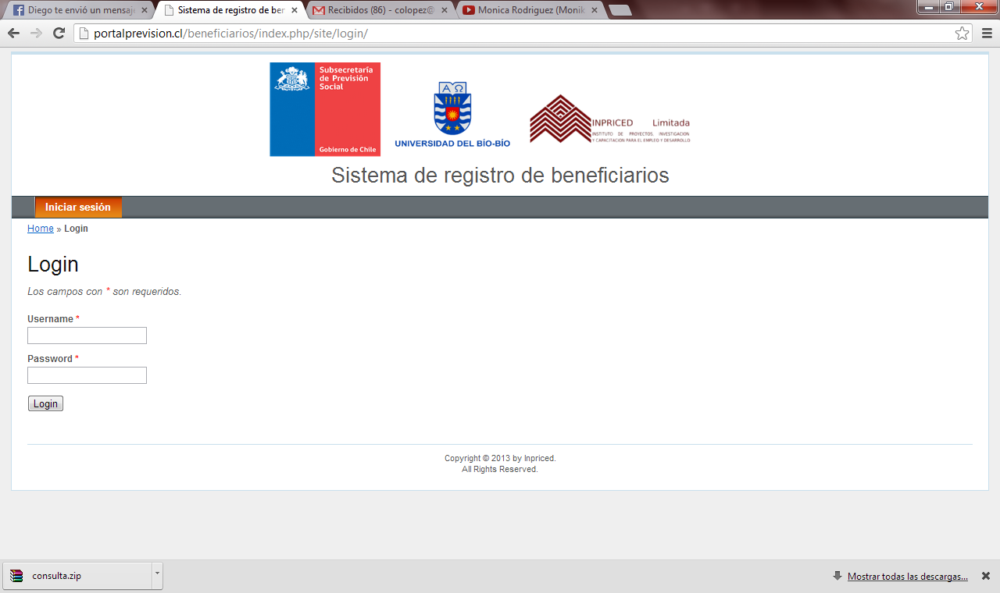 Diego te envió un mensaje
Sistema de registro de ben
Recibidos (86) - colopez@
Monica Rodriguez (Monik
portalprevision.cl/beneficiarios/index.php/site/login/
Subsecretaría
de Previsión
Social
Gobierno de Chile
Α Ω
UNIVERSIDAD DEL BÍO-BÍO
INPRICED Limitada
INSTITUTO DE PROYECTOS, INVESTIGACION
Y CAPACITACION PARA EL EMPLEO Y DESARROLLO
Sistema de registro de beneficiarios
Iniciar sesión
Home » Login
Login
Los campos con * son requeridos.
Username *
Password *
Login
Copyright © 2013 by Inpriced.
All Rights Reserved.
consulta.zip
Mostrar todas las descargas...